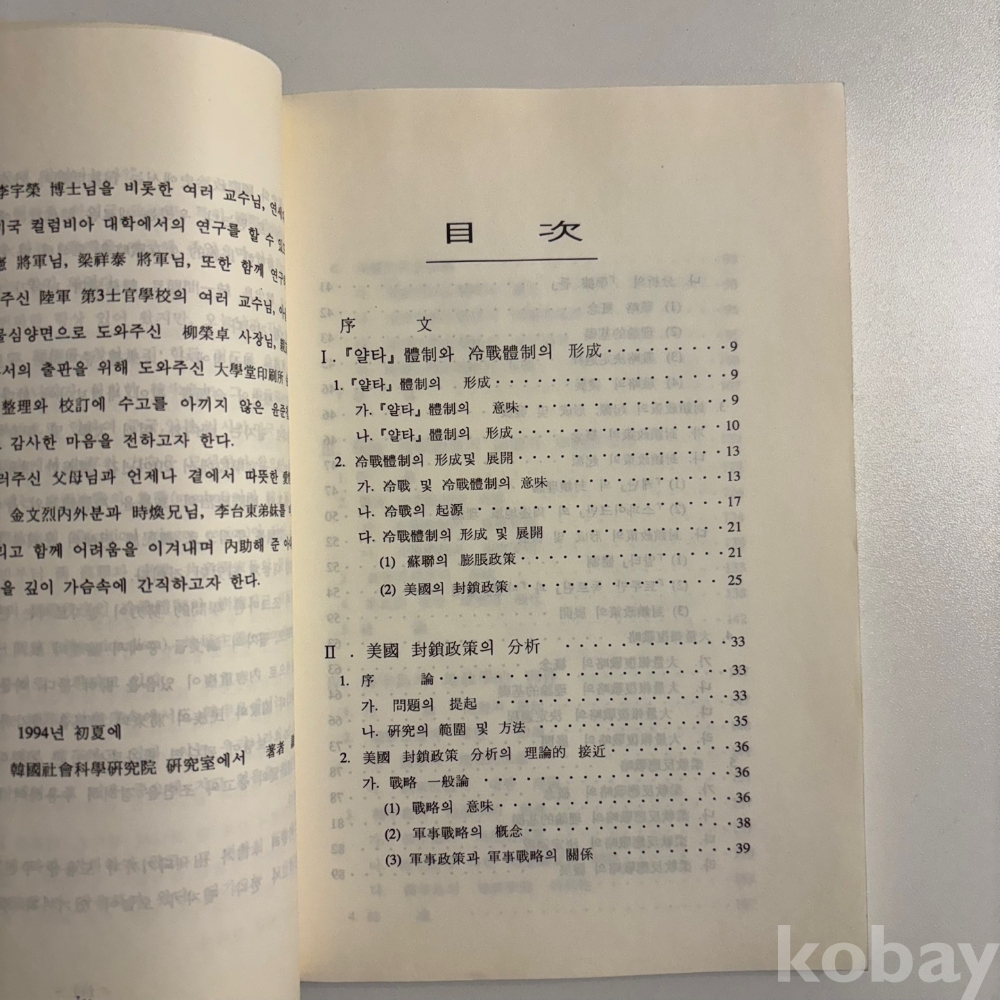 李宇榮 博士님을 비롯한 여러 교수님,
컬럼비아 대학에서의 연구를 할 수
將軍님, 梁祥泰 將軍님, 또한 함께
주신 陸軍 第3士官學校의 여러 교수님,
물심양면으로 도와주신 柳榮卓 사장님,
서의 출판을 위해 도와주신 大學堂印刷所
整理와 校訂에 수고를 아끼지 않은
감사한 마음을 전하고자 한다.
러주신 父母님과 언제나 곁에서 따뜻한
金文烈內外분과 時煥兄님, 李台東弟妹를
리고 함께 어려움을 이겨내며 內助해 준
을 깊이 가슴속에 간직하고자 한다.
1994년 初夏에
韓國社會科學研究院 研究室에서 著者
目 次
序 文
Ⅰ.『얄타』體制와 冷戰體制의 形成 ········ 9
1.『얄타』體制의 形成 ········ 9
가.『얄타』體制의 意味 ········ 9
나.『얄타』體制의 形成 ········ 10
2. 冷戰體制의 形成및 展開 ········ 13
가. 冷戰 및 冷戰體制의 意味 ········ 13
나. 冷戰의 起源 ········ 17
다. 冷戰體制의 形成 및 展開 ········ 21
(1) 蘇聯의 膨脹政策 ········ 21
(2) 美國의 封鎖政策 ········ 25
Ⅱ. 美國 封鎖政策의 分析 ········ 33
1. 序 論 ········ 33
가. 問題의 提起 ········ 33
나. 硏究의 範圍 및 方法 ········ 35
2. 美國 封鎖政策 分析의 理論的 接近 ········ 36
가. 戰略 一般論 ········ 36
(1) 戰略의 意味 ········ 36
(2) 軍事戰略의 槪念 ········ 38
(3) 軍事政策과 軍事戰略의 關係 ········ 39
kobay